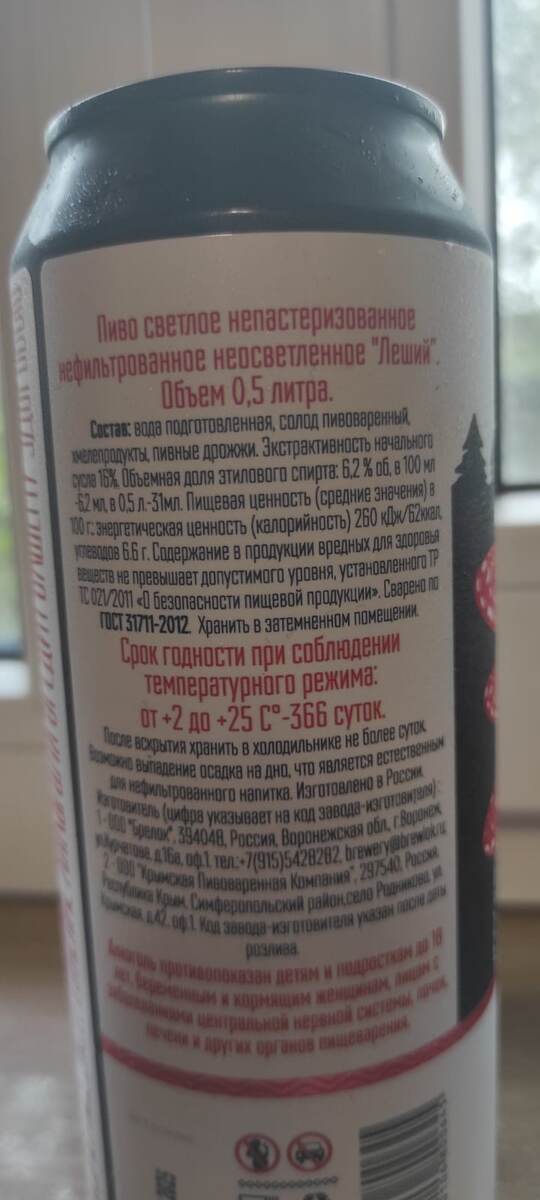 Пиво светлое непастеризованное
нефильтрованное неосветленное "Леший".
Объем 0,5 литра.
Состав: вода подготовленная, солод пивоваренный,
хмелепродукты, пивные дрожжи. Экстрактивность начального
сусла 16%. Объемная доля этилового спирта: 6,2 % об, в 100 мл
-6,2 мл, в 0,5 л.-31мл. Пищевая ценность (средние значения) в
100 г.: энергетическая ценность (калорийность) 260 кДж/62ккал,
углеводов 6.6 г. Содержание в продукции вредных для здоровья
веществ не превышает допустимого уровня, установленного ТР
ТС 021/2011 «О безопасности пищевой продукции». Сварено по
ГОСТ 31711-2012. Хранить в затемненном помещении.
Срок годности при соблюдении
температурного режима:
от +2 до +25 С°-366 суток.
После вскрытия хранить в холодильнике не более суток.
Возможно выпадение осадка на дно, что является естественным
для нефильтрованного напитка. Изготовлено в России.
Изготовитель (цифра указывает на код завода-изготовителя):
1 - ООО "Брелок", 394048, Россия, Воронежская обл., г.Воронеж,
ул.Курчатова, д.16в, оф.1 тел.:+7(915)5428282, brewery@brewlok.ru
2 - ООО "Крымская Пивоваренная Компания", 297540, Россия,
Республика Крым, Симферопольский район,село Родниково, ул.
Крымская, д.42, оф.1. Код завода-изготовителя указан после даты
розлива.
Алкоголь противопоказан детям и подросткам до 18
лет, беременным и кормящим женщинам, лицам с
заболеваниями центральной нервной системы, почек,
печени и других органов пищеварения.